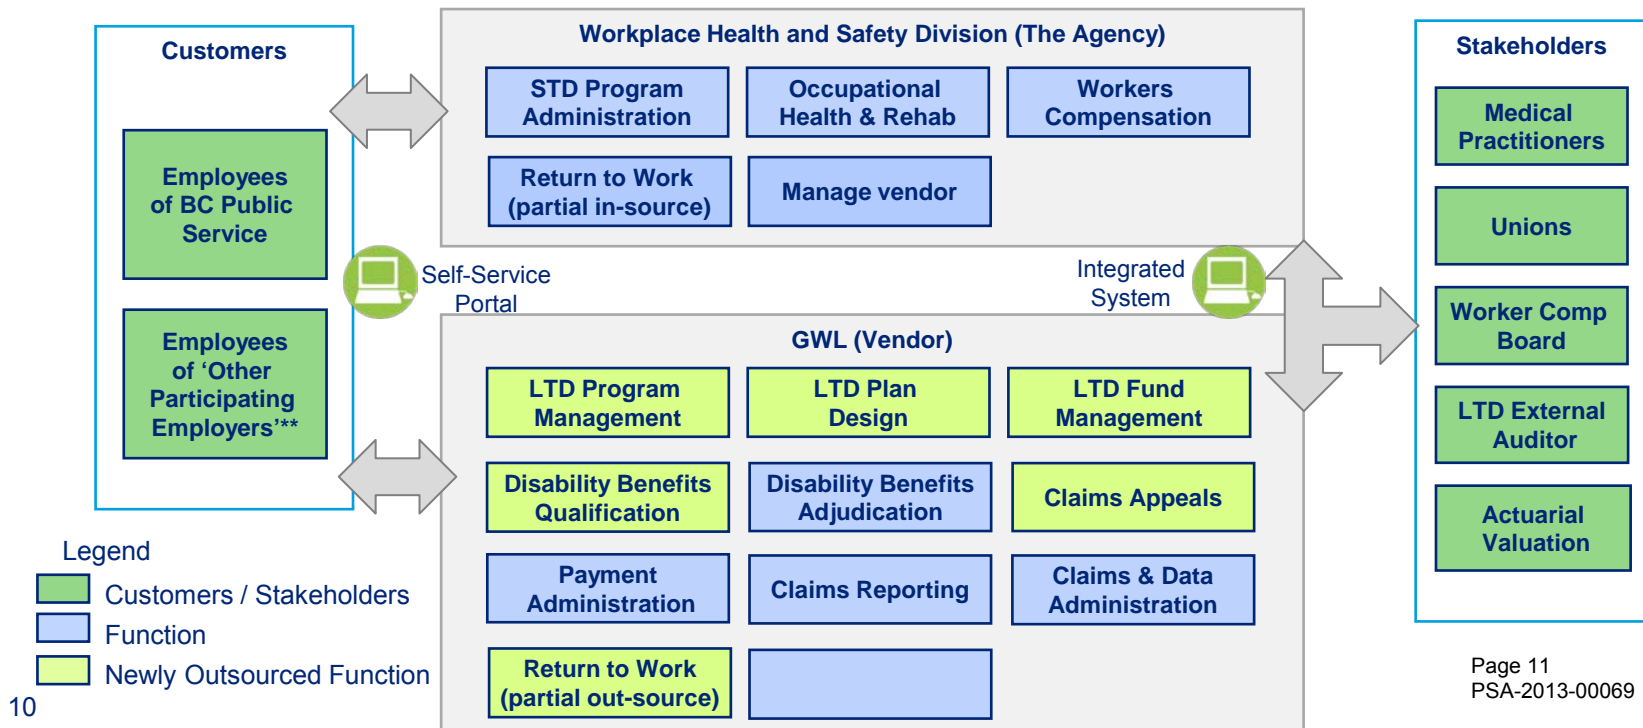 Customers
Employees
of BC Public
Service
Employees
of ‘Other
Participating
Employers’**
Workplace Health and Safety Division (The Agency)
STD Program
Administration
Occupational
Health & Rehab
Workers
Compensation
Return to Work
(partial in-source)
Manage vendor
Self-Service
Portal
Integrated
System
GWL (Vendor)
LTD Program
Management
LTD Plan
Design
LTD Fund
Management
Disability Benefits
Qualification
Disability Benefits
Adjudication
Claims Appeals
Payment
Administration
Claims Reporting
Claims & Data
Administration
Return to Work
(partial out-source)
Stakeholders
Medical
Practitioners
Unions
Worker Comp
Board
LTD External
Auditor
Actuarial
Valuation
Legend
Customers / Stakeholders
Function
Newly Outsourced Function
10
Page 11
PSA-2013-00069